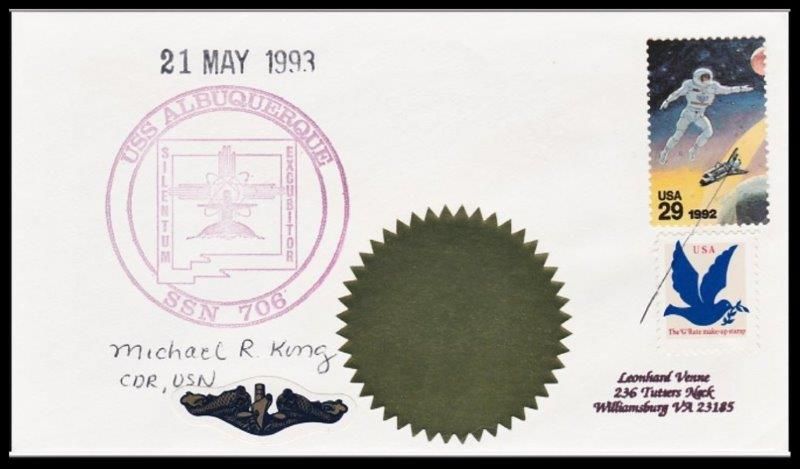 21 MAY 1993
USS ALBUQUERQUE
SILENTUM
EXCUBITOR
SSN 706
USA
29 1992
USA
The 'G' Rate make-up stamp
Michael R. King
CDR, USN
Leonhard Venne
236 Tutters Neck
Williamsburg VA 23185